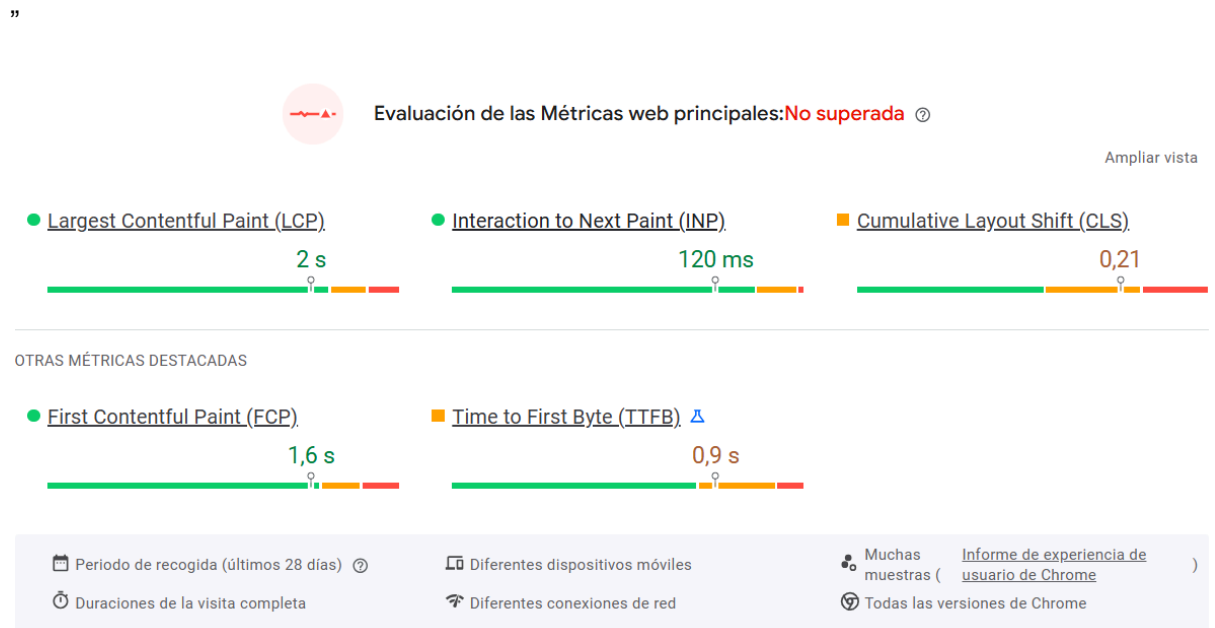 ”
Evaluación de las Métricas web principales:No superada
Ampliar vista
Largest Contentful Paint (LCP)
2 s
Interaction to Next Paint (INP)
120 ms
Cumulative Layout Shift (CLS)
0,21
OTRAS MÉTRICAS DESTACADAS
First Contentful Paint (FCP)
1,6 s
Time to First Byte (TTFB)
0,9 s
Periodo de recogida (últimos 28 días)
Diferentes dispositivos móviles
Muchas muestras ( Informe de experiencia de usuario de Chrome )
Duraciones de la visita completa
Diferentes conexiones de red
Todas las versiones de Chrome